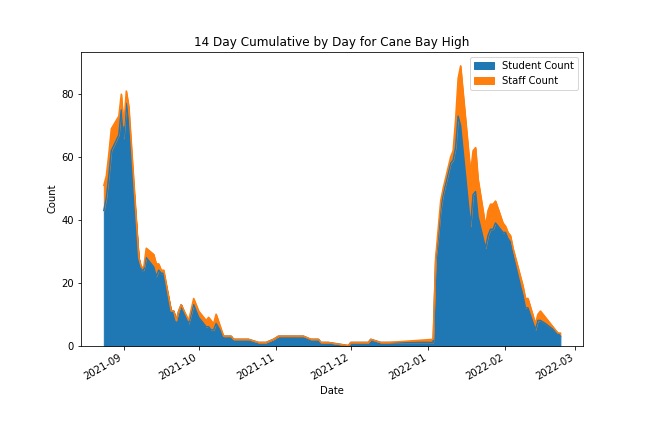 14 Day Cumulative by Day for Cane Bay High
Student Count
Staff Count
80
60
40
20
0
Count
2021-09
2021-10
2021-11
2021-12
2022-01
2022-02
2022-03
Date